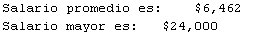 Salario promedio es:    $6,462
Salario mayor es:   $24,000